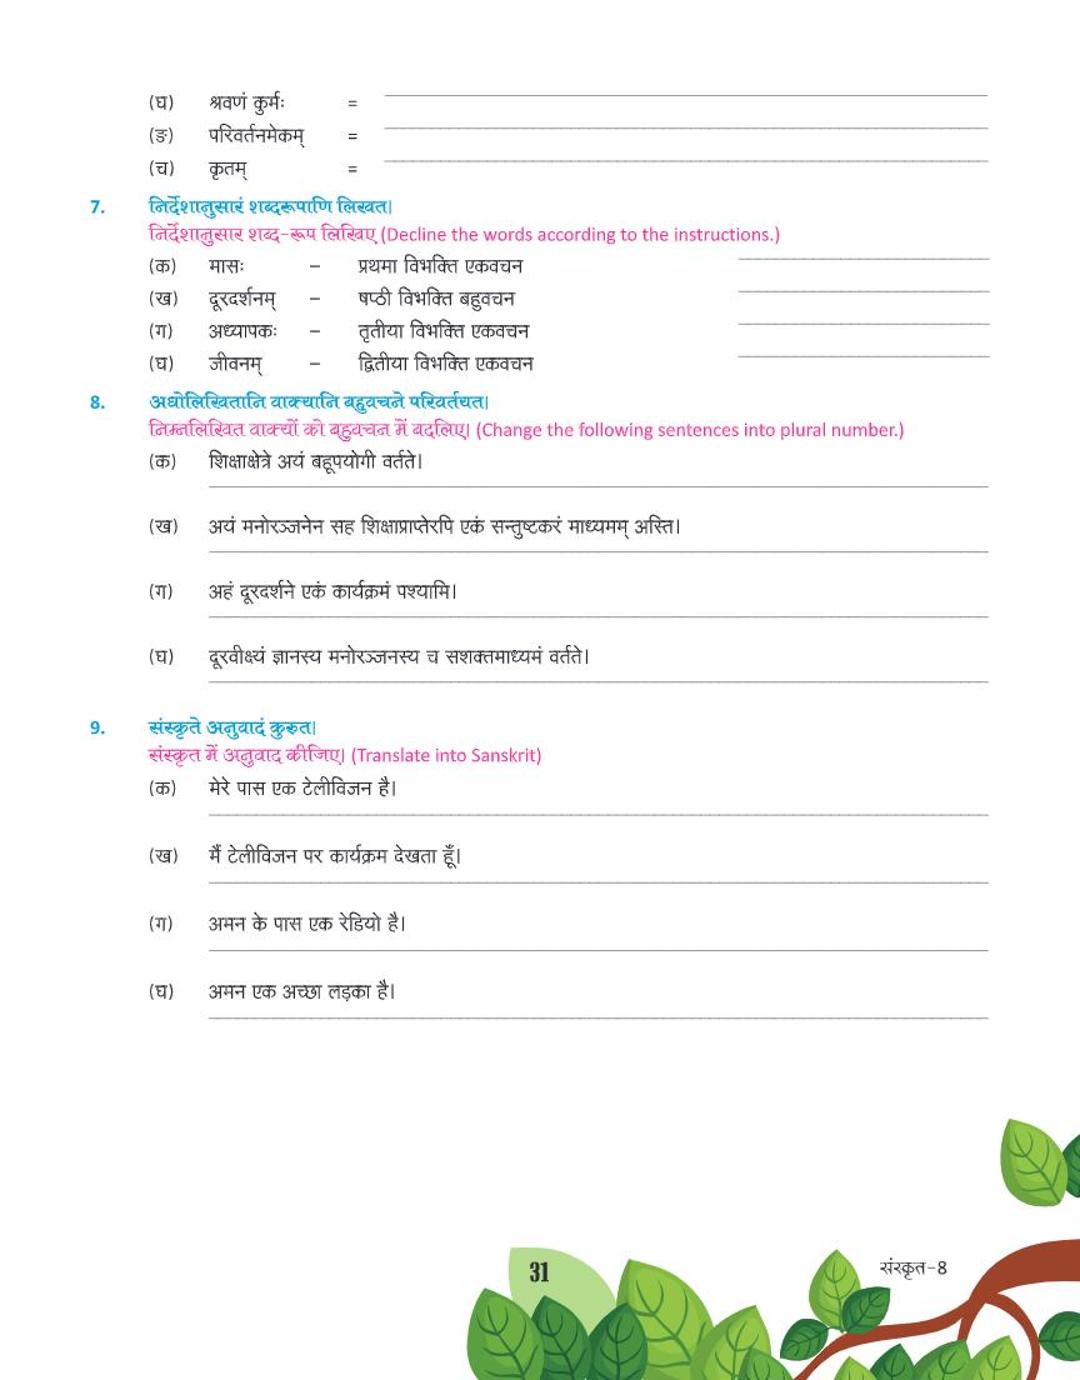 (घ) श्रवणं कुर्मः =
(ङ) परिवर्तनमेकम् =
(च) कृतम् =
7. निर्देशानुसारं शब्दरूपाणि लिखत।
निर्देशानुसार शब्द-रूप लिखिए (Decline the words according to the instructions.)
(क) मासः – प्रथमा विभक्ति एकवचन
(ख) दूरदर्शनम् – षष्ठी विभक्ति बहुवचन
(ग) अध्यापकः – तृतीया विभक्ति एकवचन
(घ) जीवनम् – द्वितीया विभक्ति एकवचन
8. अधोलिखितानि वाक्यानि बहुवचने परिवर्तयत।
निम्नलिखित वाक्यों को बहुवचन में बदलिए। (Change the following sentences into plural number.)
(क) शिक्षाक्षेत्रे अयं बहूपयोगी वर्तते।
(ख) अयं मनोरञ्जनेन सह शिक्षाप्राप्तेरपि एकं सन्तुष्टकरं माध्यमम् अस्ति।
(ग) अहं दूरदर्शने एकं कार्यक्रमं पश्यामि।
(घ) दूरवीक्ष्यं ज्ञानस्य मनोरञ्जनस्य च सशक्तमाध्यमं वर्तते।
9. संस्कृते अनुवादं कुरुत।
संस्कृत में अनुवाद कीजिए। (Translate into Sanskrit)
(क) मेरे पास एक टेलीविजन है।
(ख) मैं टेलीविजन पर कार्यक्रम देखता हूँ।
(ग) अमन के पास एक रेडियो है।
(घ) अमन एक अच्छा लड़का है।
31
संस्कृत-8